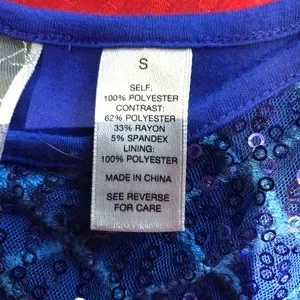 S
SELF:
100% POLYESTER
CONTRAST:
62% POLYESTER
33% RAYON
5% SPANDEX
LINING:
100% POLYESTER
MADE IN CHINA
SEE REVERSE
FOR CARE